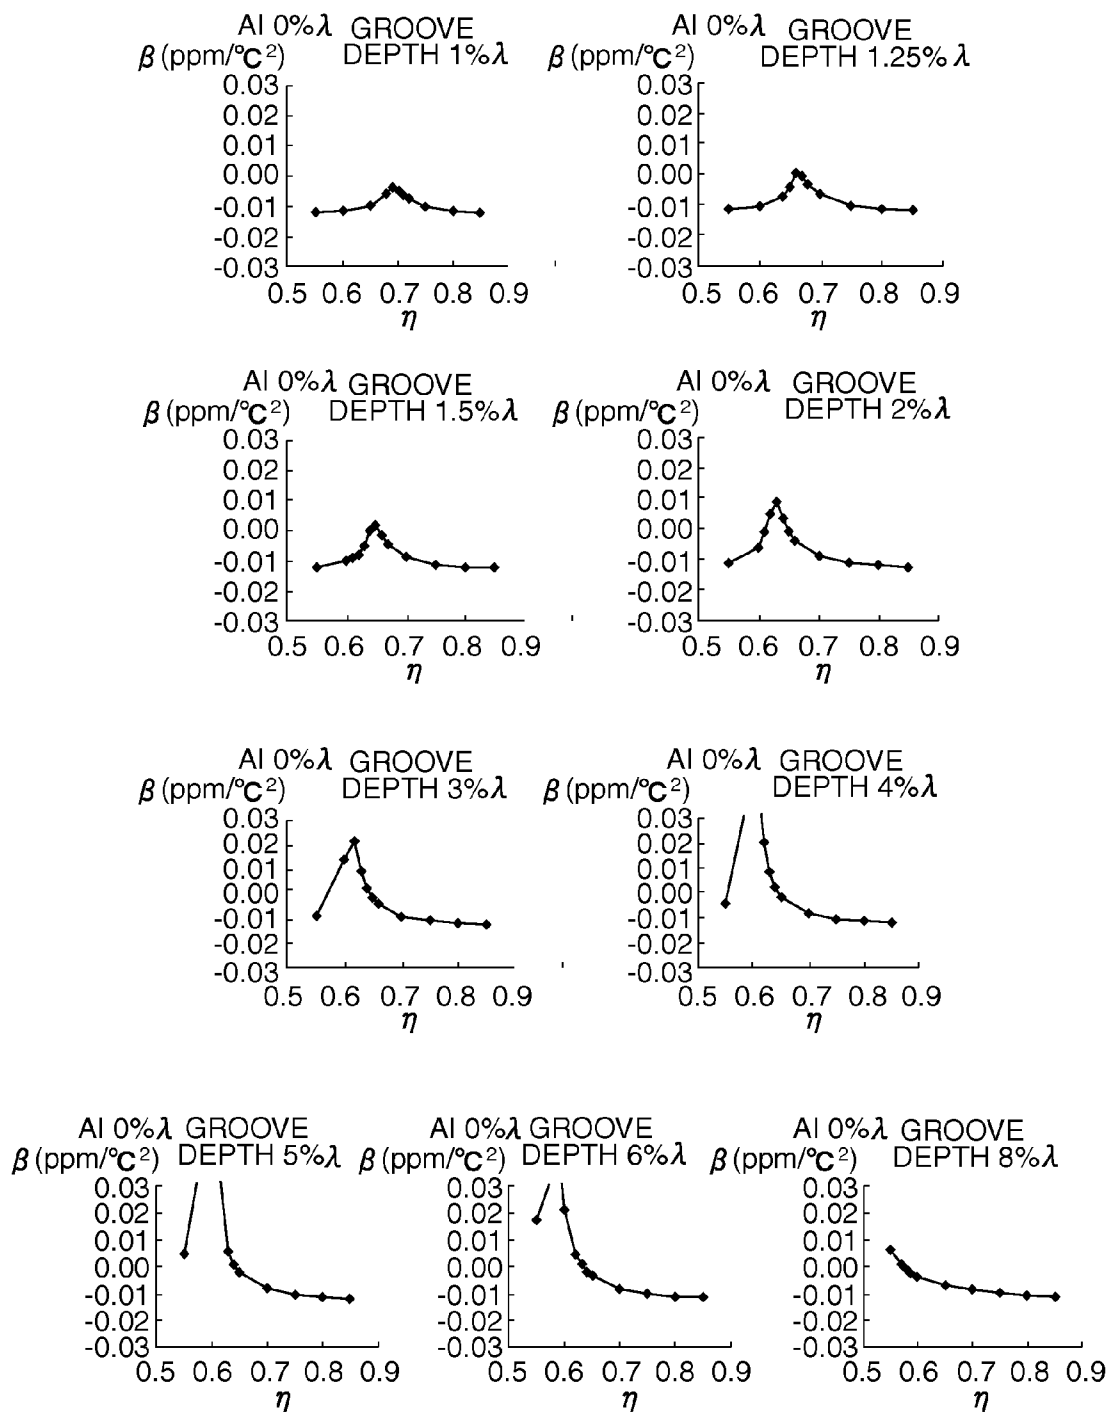 Al 0%λ GROOVE
β (ppm/°C²) DEPTH 1%λ
0.03
0.02
0.01
0.00
-0.01
-0.02
-0.03
0.5 0.6 0.7 0.8 0.9
η
Al 0%λ GROOVE
β (ppm/°C²) DEPTH 1.25%λ
0.03
0.02
0.01
0.00
-0.01
-0.02
-0.03
0.5 0.6 0.7 0.8 0.9
η
Al 0%λ GROOVE
β (ppm/°C²) DEPTH 1.5%λ
0.03
0.02
0.01
0.00
-0.01
-0.02
-0.03
0.5 0.6 0.7 0.8 0.9
η
Al 0%λ GROOVE
β (ppm/°C²) DEPTH 2%λ
0.03
0.02
0.01
0.00
-0.01
-0.02
-0.03
0.5 0.6 0.7 0.8 0.9
η
Al 0%λ GROOVE
β (ppm/°C²) DEPTH 3%λ
0.03
0.02
0.01
0.00
-0.01
-0.02
-0.03
0.5 0.6 0.7 0.8 0.9
η
Al 0%λ GROOVE
β (ppm/°C²) DEPTH 4%λ
0.03
0.02
0.01
0.00
-0.01
-0.02
-0.03
0.5 0.6 0.7 0.8 0.9
η
Al 0%λ GROOVE
β (ppm/°C²) DEPTH 5%λ
0.03
0.02
0.01
0.00
-0.01
-0.02
-0.03
0.5 0.6 0.7 0.8 0.9
η
Al 0%λ GROOVE
β (ppm/°C²) DEPTH 6%λ
0.03
0.02
0.01
0.00
-0.01
-0.02
-0.03
0.5 0.6 0.7 0.8 0.9
η
Al 0%λ GROOVE
β (ppm/°C²) DEPTH 8%λ
0.03
0.02
0.01
0.00
-0.01
-0.02
-0.03
0.5 0.6 0.7 0.8 0.9
η